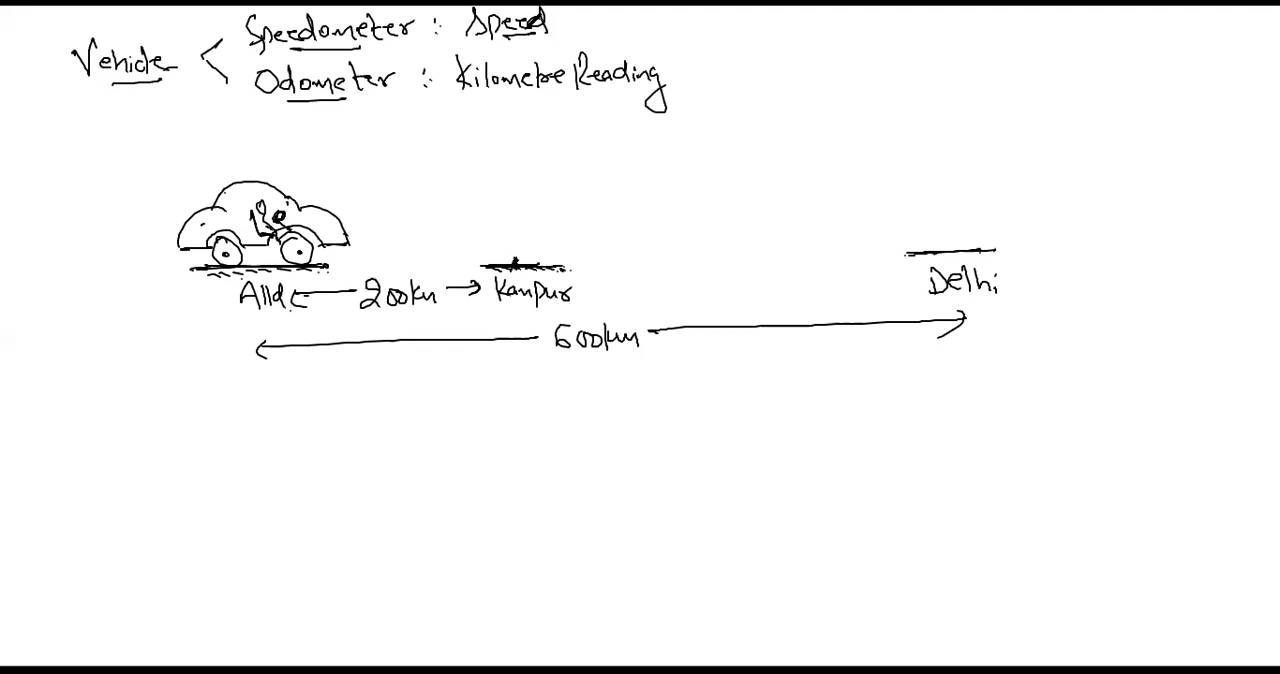 Vehicle
Speedometer : Speed
Odometer : Kilometre Reading
Alld 200km Kanpur
Delhi
600km